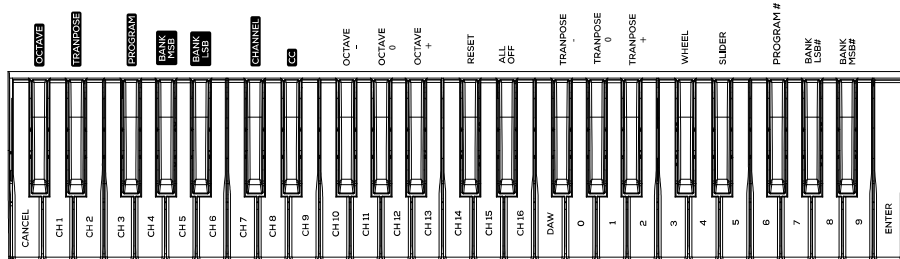 OCTAVE
TRANPOSE
PROGRAM
BANK
MSB
BANK
LSB
CHANNEL
CC
OCTAVE
-
OCTAVE
0
OCTAVE
+
RESET
ALL
OFF
TRANPOSE
-
TRANPOSE
0
TRANPOSE
+
WHEEL
SLIDER
PROGRAM #
BANK
LSB#
BANK
MSB#
CANCEL
CH 1
CH 2
CH 3
CH 4
CH 5
CH 6
CH 7
CH 8
CH 9
CH 10
CH 11
CH 12
CH 13
CH 14
CH 15
CH 16
DAW
0
1
2
3
4
5
6
7
8
9
ENTER